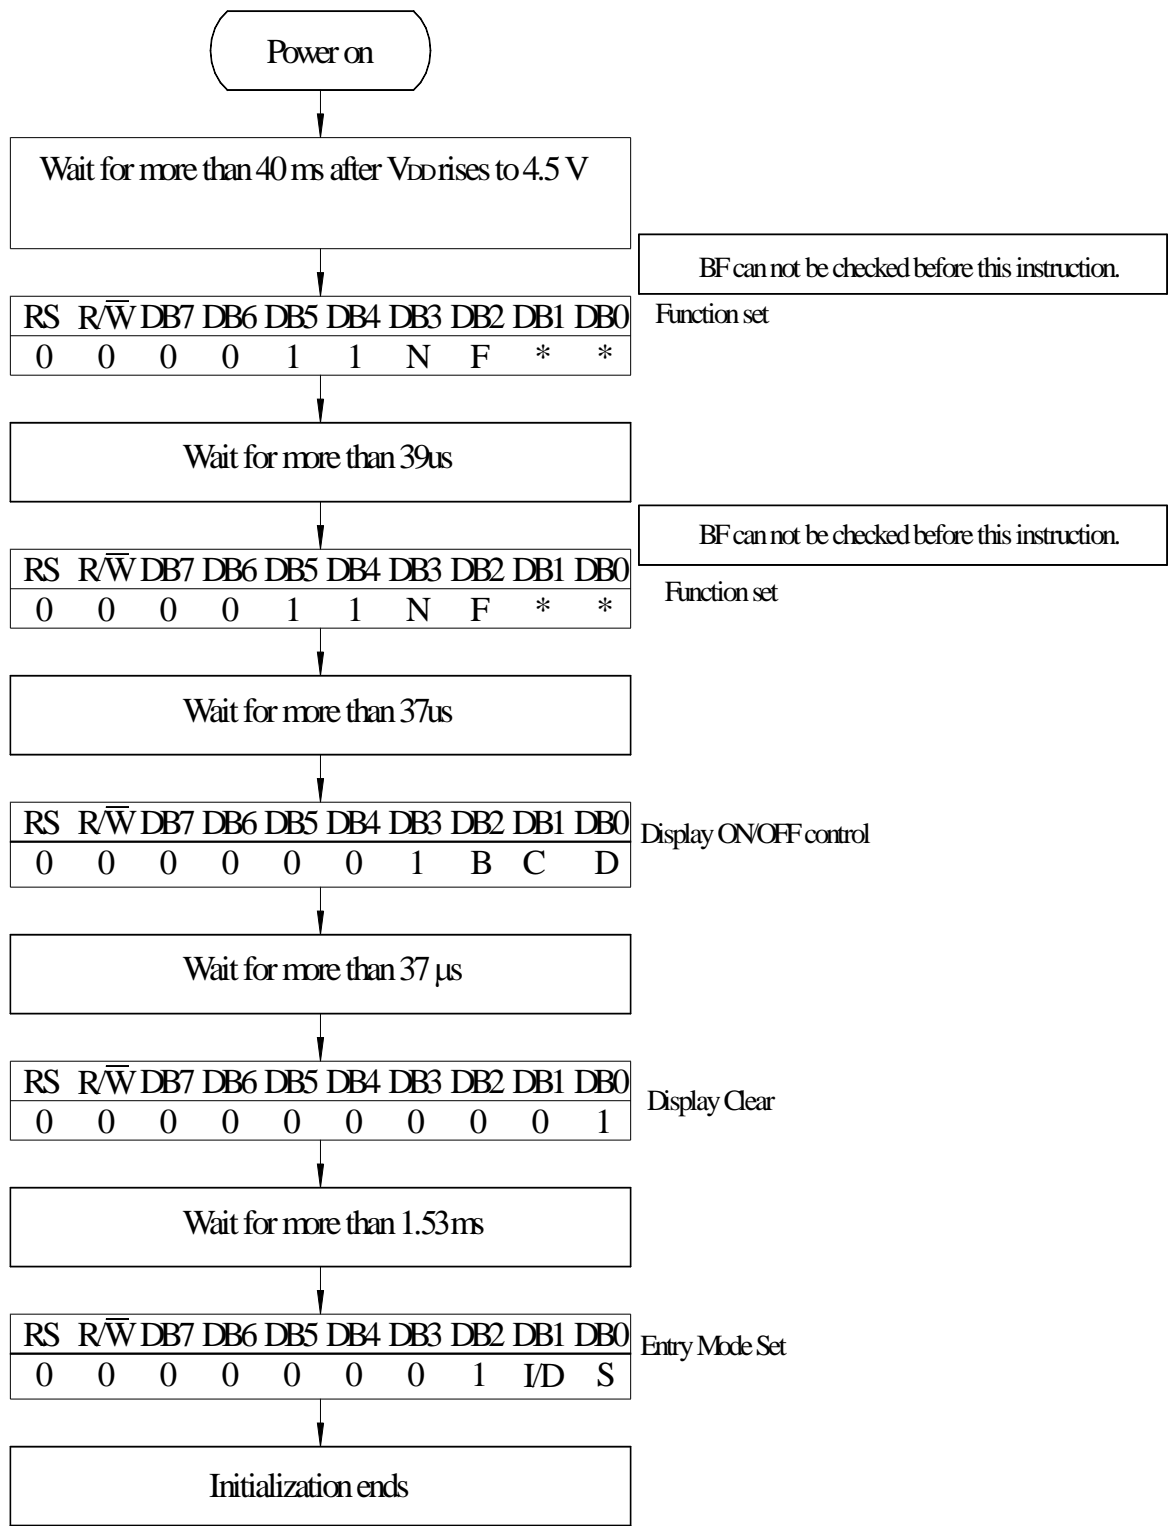 Power on
Wait for more than 40 ms after VDD rises to 4.5 V
BF can not be checked before this instruction.
RS R/W̅ DB7 DB6 DB5 DB4 DB3 DB2 DB1 DB0
Function set
0 0 0 0 1 1 N F * *
Wait for more than 39us
BF can not be checked before this instruction.
RS R/W̅ DB7 DB6 DB5 DB4 DB3 DB2 DB1 DB0
Function set
0 0 0 0 1 1 N F * *
Wait for more than 37us
RS R/W̅ DB7 DB6 DB5 DB4 DB3 DB2 DB1 DB0
Display ON/OFF control
0 0 0 0 0 0 1 B C D
Wait for more than 37 μs
RS R/W̅ DB7 DB6 DB5 DB4 DB3 DB2 DB1 DB0
Display Clear
0 0 0 0 0 0 0 0 0 1
Wait for more than 1.53ms
RS R/W̅ DB7 DB6 DB5 DB4 DB3 DB2 DB1 DB0
Entry Mode Set
0 0 0 0 0 0 0 1 I/D S
Initialization ends